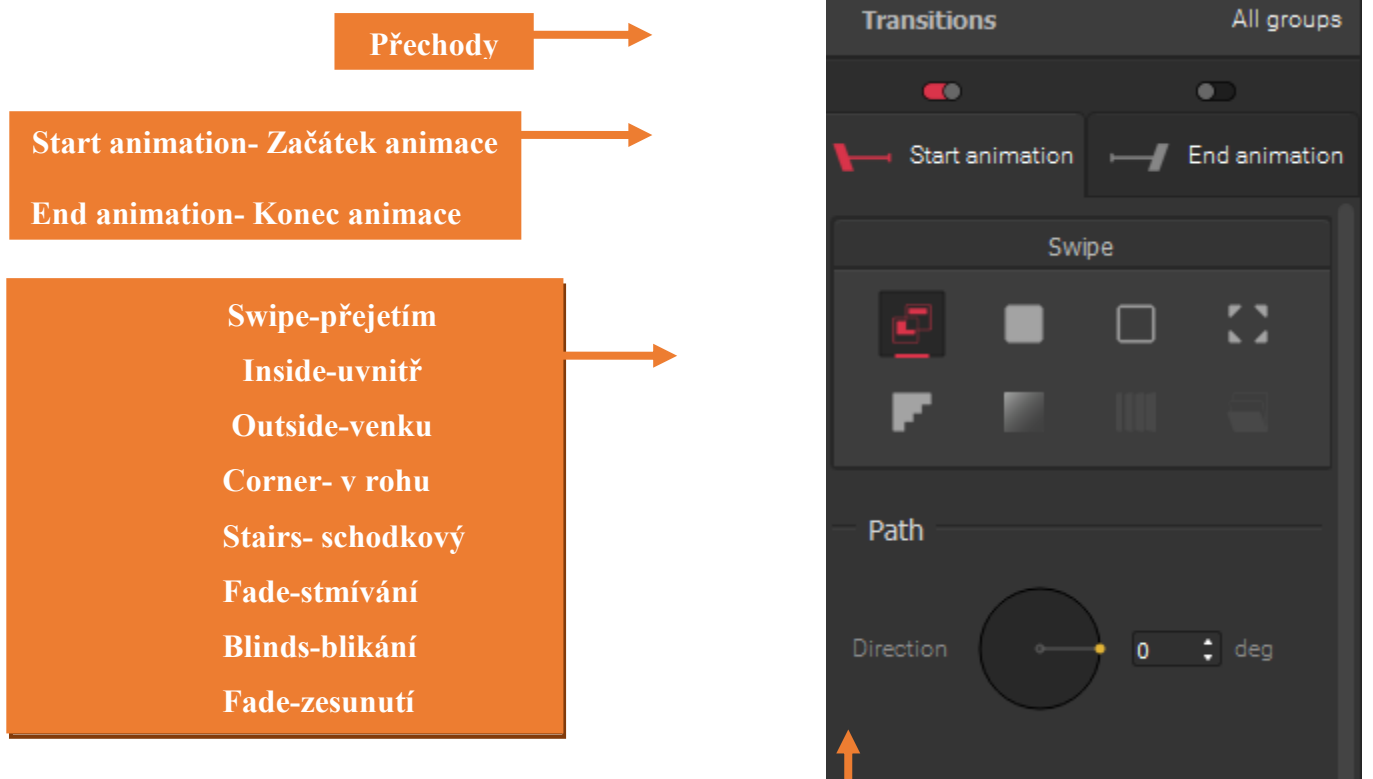 Přechody
Start animation- Začátek animace
End animation- Konec animace
Swipe-přejetím
Inside-uvnitř
Outside-venku
Corner- v rohu
Stairs- schodkový
Fade-stmívání
Blinds-blikání
Fade-zesunutí
Transitions All groups
Start animation End animation
Swipe
Path
Direction 0 deg